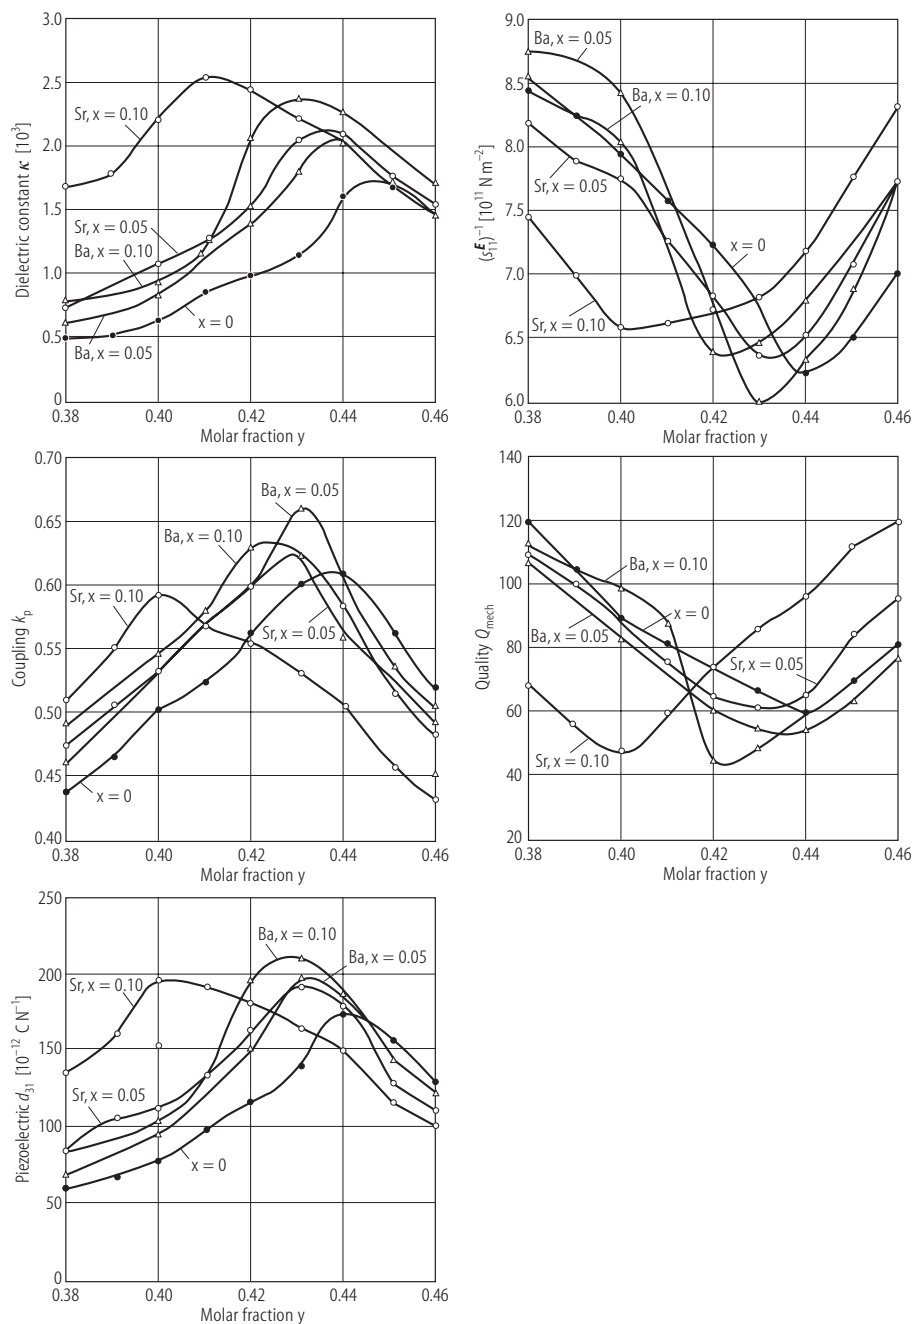 3.0
2.5
2.0
1.5
1.0
0.5
0
Dielectric constant κ [10³]
Sr, x = 0.10
Sr, x = 0.05
Ba, x = 0.10
x = 0
Ba, x = 0.05
0.38 0.40 0.42 0.44 0.46
Molar fraction y
9.0
8.5
8.0
7.5
7.0
6.5
6.0
(s₁₁ᴱ)⁻¹ [10¹¹ N m⁻²]
Ba, x = 0.05
Ba, x = 0.10
Sr, x = 0.05
x = 0
Sr, x = 0.10
0.38 0.40 0.42 0.44 0.46
Molar fraction y
0.70
0.65
0.60
0.55
0.50
0.45
0.40
Coupling kₚ
Ba, x = 0.05
Ba, x = 0.10
Sr, x = 0.10
Sr, x = 0.05
x = 0
0.38 0.40 0.42 0.44 0.46
Molar fraction y
140
120
100
80
60
40
20
Quality Qmech
Ba, x = 0.10
x = 0
Ba, x = 0.05
Sr, x = 0.05
Sr, x = 0.10
0.38 0.40 0.42 0.44 0.46
Molar fraction y
250
200
150
100
50
0
Piezoelectric d₃₁ [10⁻¹² C N⁻¹]
Ba, x = 0.10
Ba, x = 0.05
Sr, x = 0.10
Sr, x = 0.05
x = 0
0.38 0.40 0.42 0.44 0.46
Molar fraction y